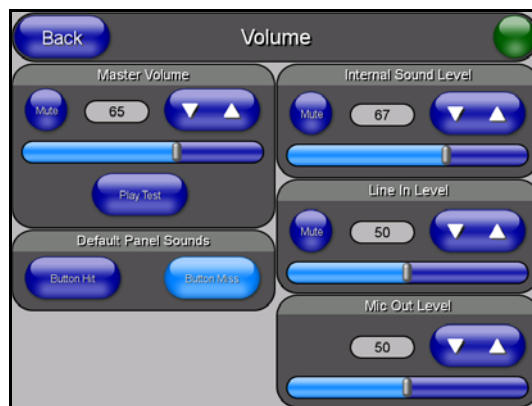 Back
Volume
Master Volume
Mute
65
Play Test
Default Panel Sounds
Button Hit
Button Miss
Internal Sound Level
Mute
67
Line In Level
Mute
50
Mic Out Level
50